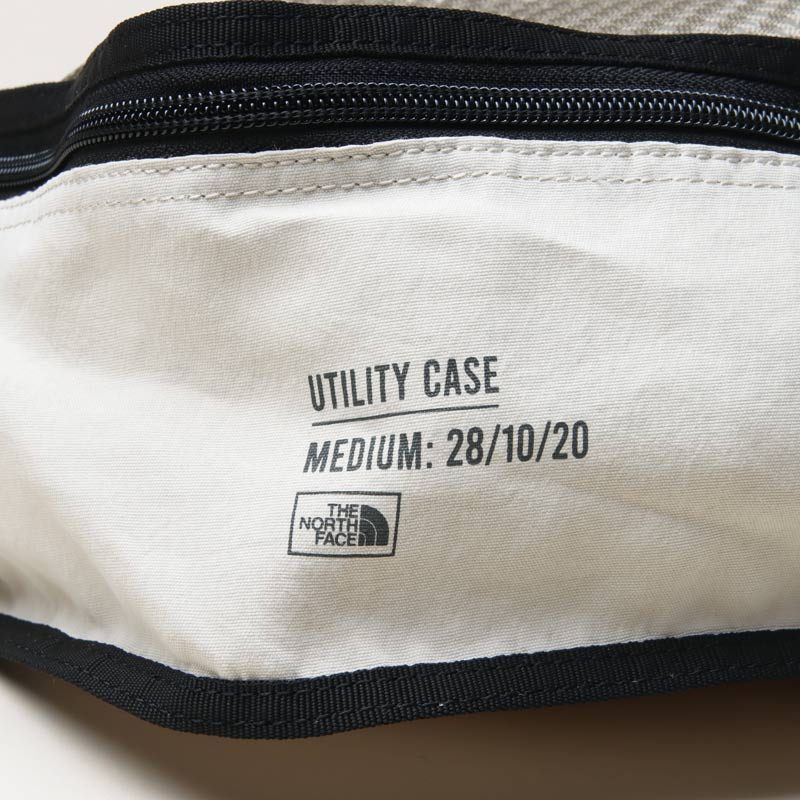 UTILITY CASE
MEDIUM: 28/10/20
THE
NORTH
FACE